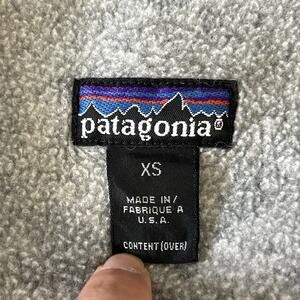 patagonia®
XS
MADE IN/
FABRIQUE A
U.S.A.
CONTENT (OVER)